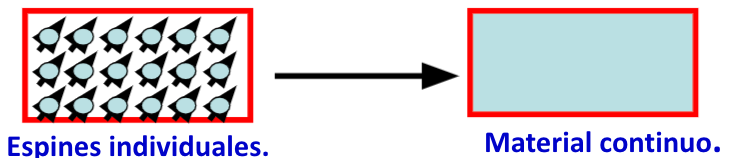 Espines individuales.
Material continuo.